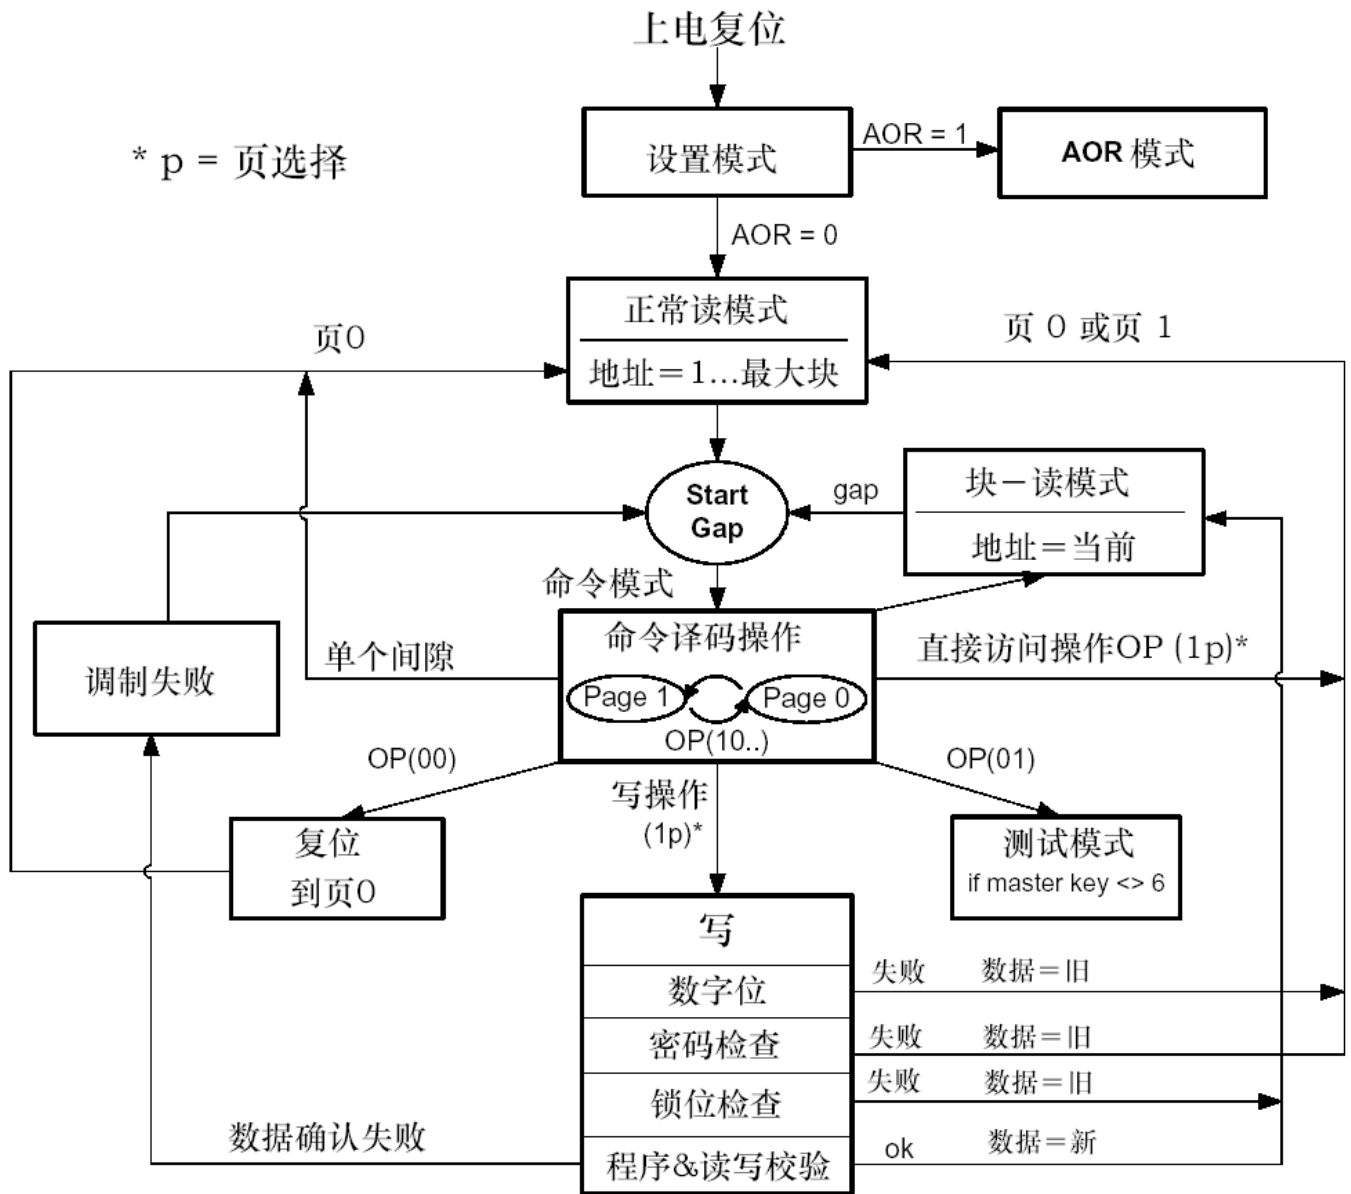 上电复位
* p = 页选择
设置模式
AOR = 1
AOR 模式
AOR = 0
正常读模式
地址=1...最大块
页0
页 0 或页 1
Start
Gap
gap
块-读模式
地址=当前
命令模式
命令译码操作
Page 1
Page 0
OP(10..)
单个间隙
直接访问操作OP (1p)*
调制失败
OP(00)
写操作
(1p)*
OP(01)
复位
到页0
测试模式
if master key <> 6
写
数字位
失败 数据=旧
密码检查
失败 数据=旧
锁位检查
失败 数据=旧
数据确认失败
程序&读写校验
ok 数据=新